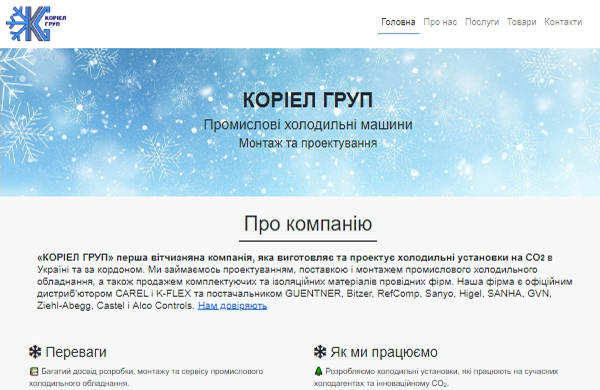 КОРІЕЛ
ГРУП
Головна Про нас Послуги Товари Контакти
КОРІЕЛ ГРУП
Промислові холодильні машини
Монтаж та проектування
Про компанію
«КОРІЕЛ ГРУП» перша вітчизняна компанія, яка виготовляє та проектує холодильні установки на CO2 в
Україні та за кордоном. Ми займаємось проектуванням, поставкою і монтажем промислового холодильного
обладнання, а також продажем комплектуючих та ізоляційних матеріалів провідних фірм. Наша фірма є офіційним
дистриб'ютором CAREL і K-FLEX та постачальником GUENTNER, Bitzer, RefComp, Sanyo, Higel, SANHA, GVN,
Ziehl-Abegg, Castel і Alco Controls. Нам довіряють
Переваги
Багатий досвід розробки, монтажу та сервісу промислового
холодильного обладнання.
Як ми працюємо
Розробляємо холодильні установки, які працюють на сучасних
холодагентах та інноваційному CO₂.